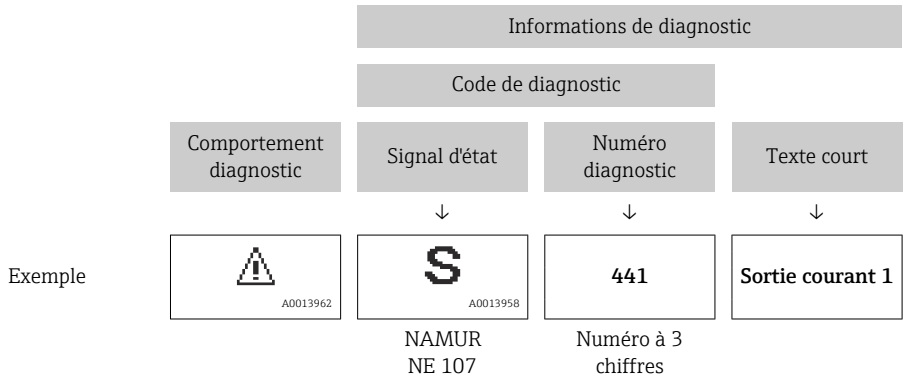 Informations de diagnostic
Code de diagnostic
Comportement
diagnostic
Signal d'état
Numéro
diagnostic
Texte court
↓ ↓ ↓
Exemple
A0013962
S
A0013958
441
Sortie courant 1
NAMUR
NE 107
Numéro à 3
chiffres